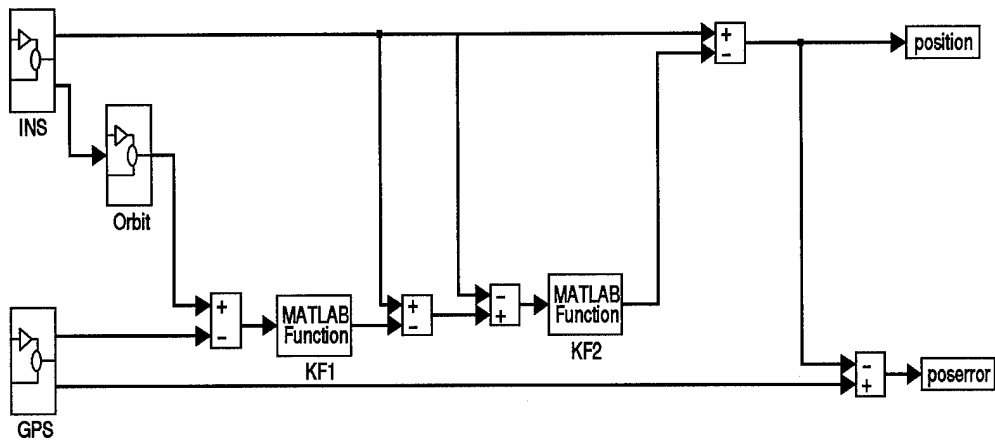 INS
Orbit
GPS
+
−
MATLAB
Function
KF1
+
−
−
+
MATLAB
Function
KF2
+
−
position
−
+
poserror